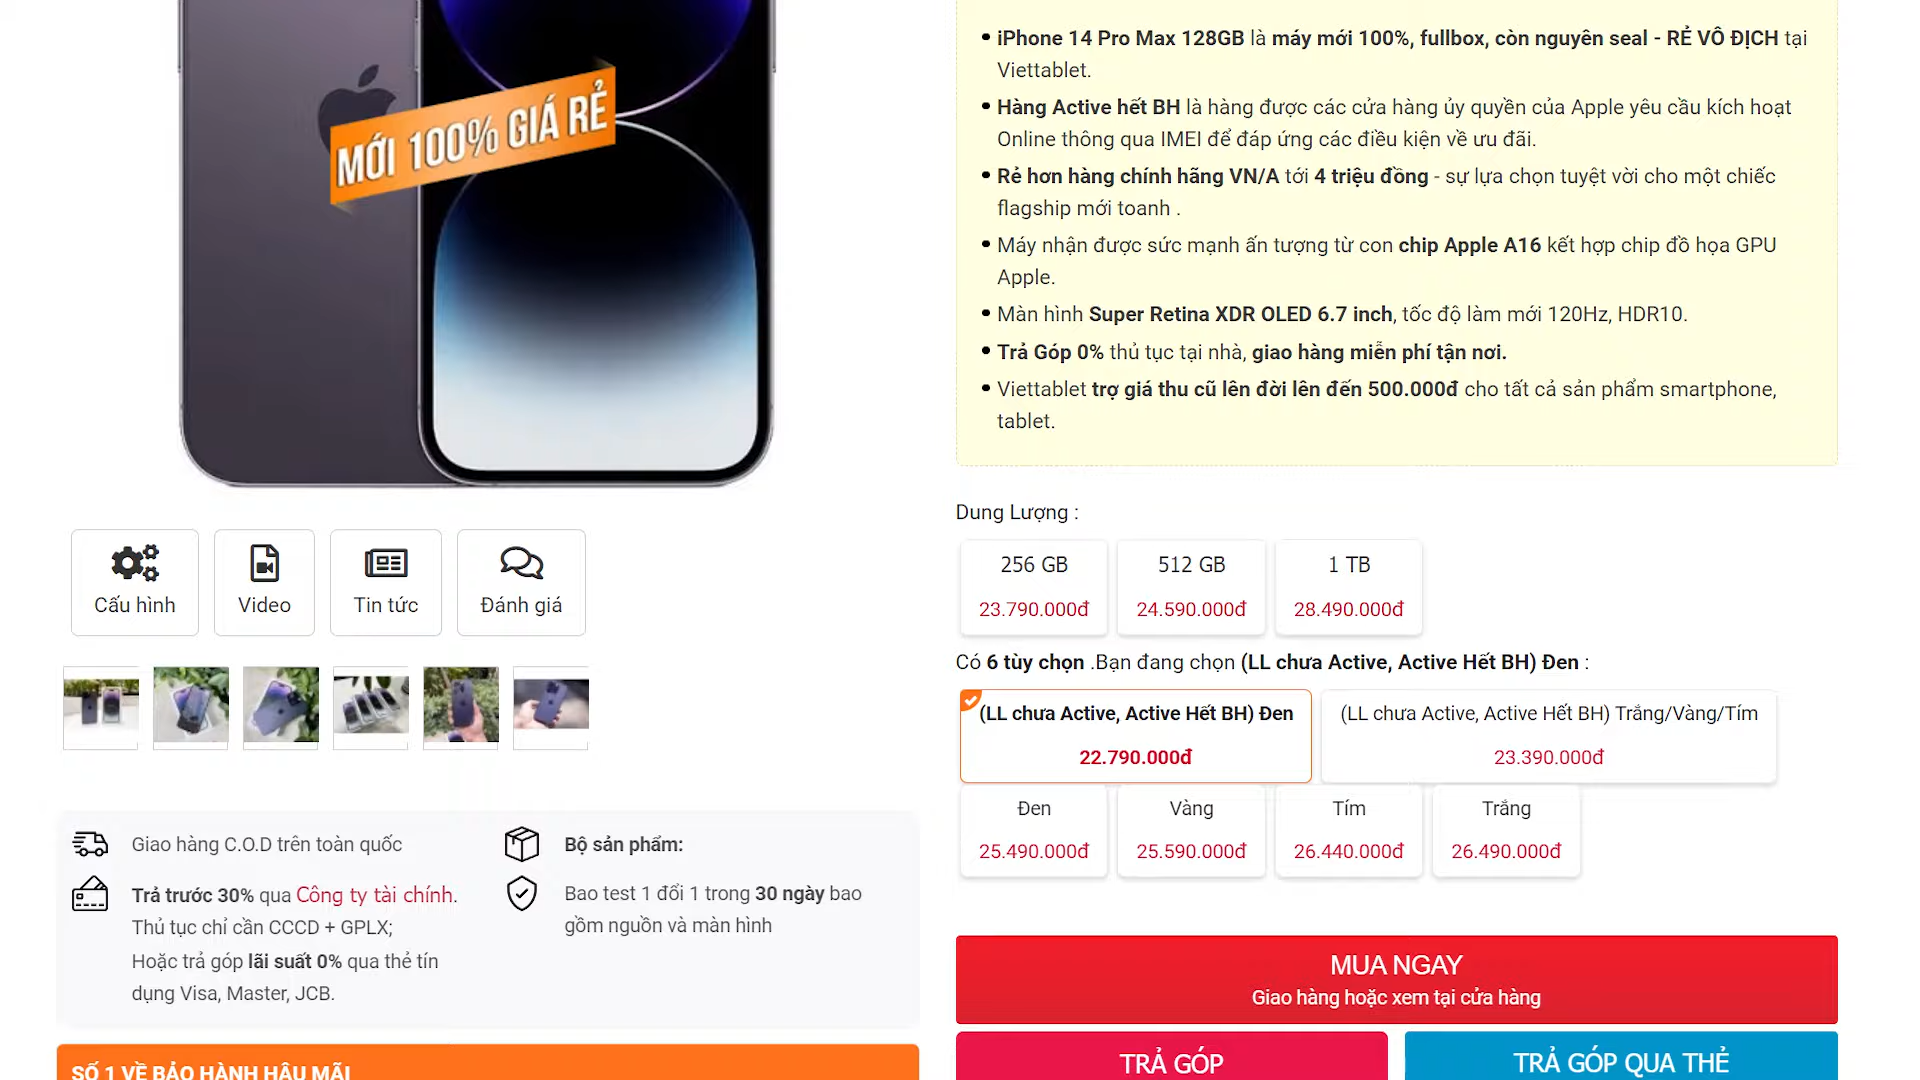 MỚI 100% GIÁ RẺ
Cấu hình
Video
Tin tức
Đánh giá
Giao hàng C.O.D trên toàn quốc
Trả trước 30% qua Công ty tài chính.
Thủ tục chỉ cần CCCD + GPLX;
Hoặc trả góp lãi suất 0% qua thẻ tín
dụng Visa, Master, JCB.
Bộ sản phẩm:
Bao test 1 đổi 1 trong 30 ngày bao
gồm nguồn và màn hình
SỐ 1 VỀ BẢO HÀNH HẬU MÃI
iPhone 14 Pro Max 128GB là máy mới 100%, fullbox, còn nguyên seal - RẺ VÔ ĐỊCH tại
Viettablet.
Hàng Active hết BH là hàng được các cửa hàng ủy quyền của Apple yêu cầu kích hoạt
Online thông qua IMEI để đáp ứng các điều kiện về ưu đãi.
Rẻ hơn hàng chính hãng VN/A tới 4 triệu đồng - sự lựa chọn tuyệt vời cho một chiếc
flagship mới toanh .
Máy nhận được sức mạnh ấn tượng từ con chip Apple A16 kết hợp chip đồ họa GPU
Apple.
Màn hình Super Retina XDR OLED 6.7 inch, tốc độ làm mới 120Hz, HDR10.
Trả Góp 0% thủ tục tại nhà, giao hàng miễn phí tận nơi.
Viettablet trợ giá thu cũ lên đời lên đến 500.000đ cho tất cả sản phẩm smartphone,
tablet.
Dung Lượng :
256 GB
23.790.000đ
512 GB
24.590.000đ
1 TB
28.490.000đ
Có 6 tùy chọn .Bạn đang chọn (LL chưa Active, Active Hết BH) Đen :
(LL chưa Active, Active Hết BH) Đen
22.790.000đ
(LL chưa Active, Active Hết BH) Trắng/Vàng/Tím
23.390.000đ
Đen
25.490.000đ
Vàng
25.590.000đ
Tím
26.440.000đ
Trắng
26.490.000đ
MUA NGAY
Giao hàng hoặc xem tại cửa hàng
TRẢ GÓP
TRẢ GÓP QUA THẺ